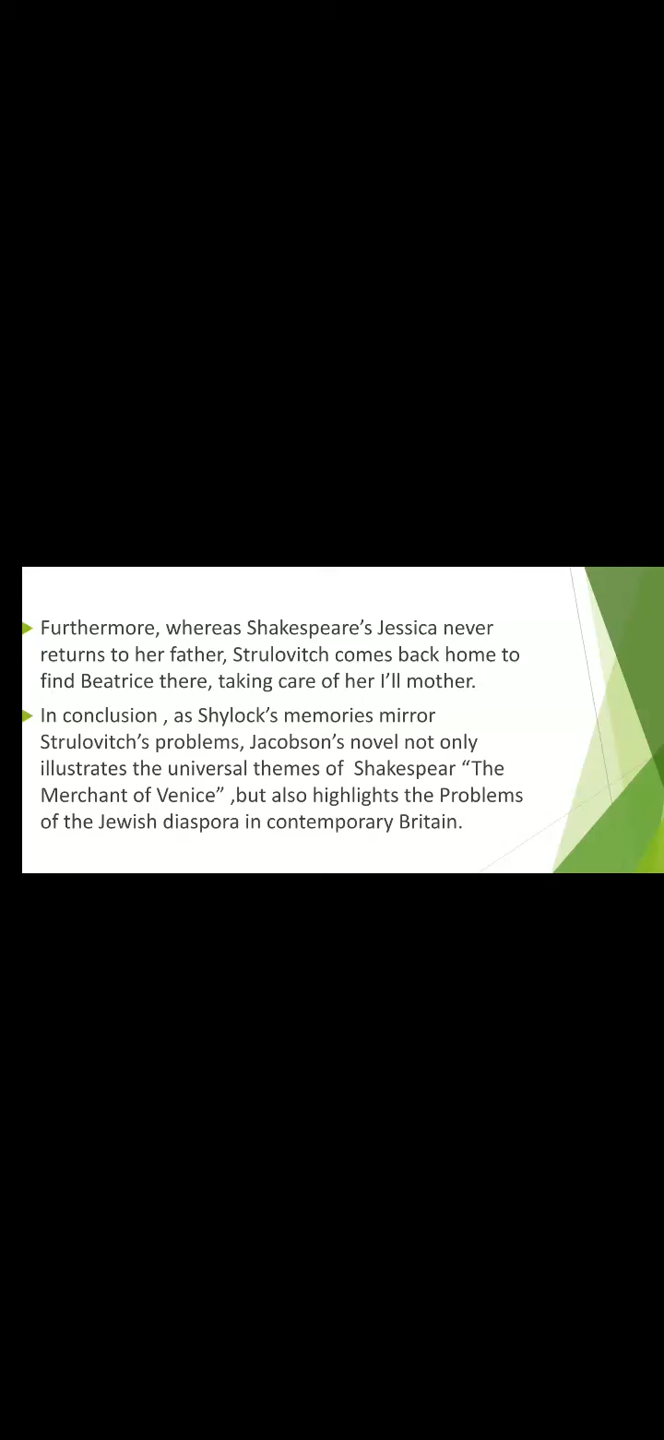 Furthermore, whereas Shakespeare’s Jessica never
returns to her father, Strulovitch comes back home to
find Beatrice there, taking care of her I’ll mother.
In conclusion , as Shylock’s memories mirror
Strulovitch’s problems, Jacobson’s novel not only
illustrates the universal themes of  Shakespear “The
Merchant of Venice” ,but also highlights the Problems
of the Jewish diaspora in contemporary Britain.